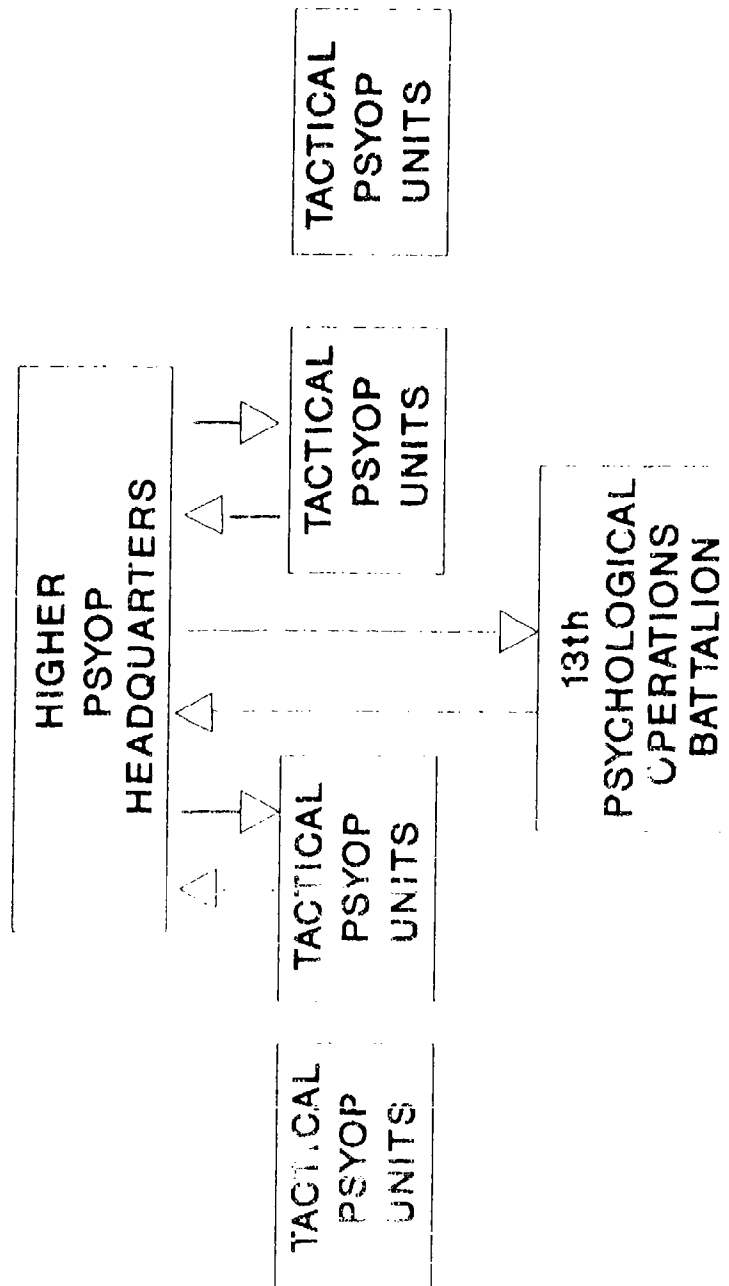 HIGHER
PSYOP
HEADQUARTERS
TACTICAL
PSYOP
UNITS
TACTICAL
PSYOP
UNITS
TACTICAL
PSYOP
UNITS
TACTICAL
PSYOP
UNITS
13th
PSYCHOLOGICAL
OPERATIONS
BATTALION